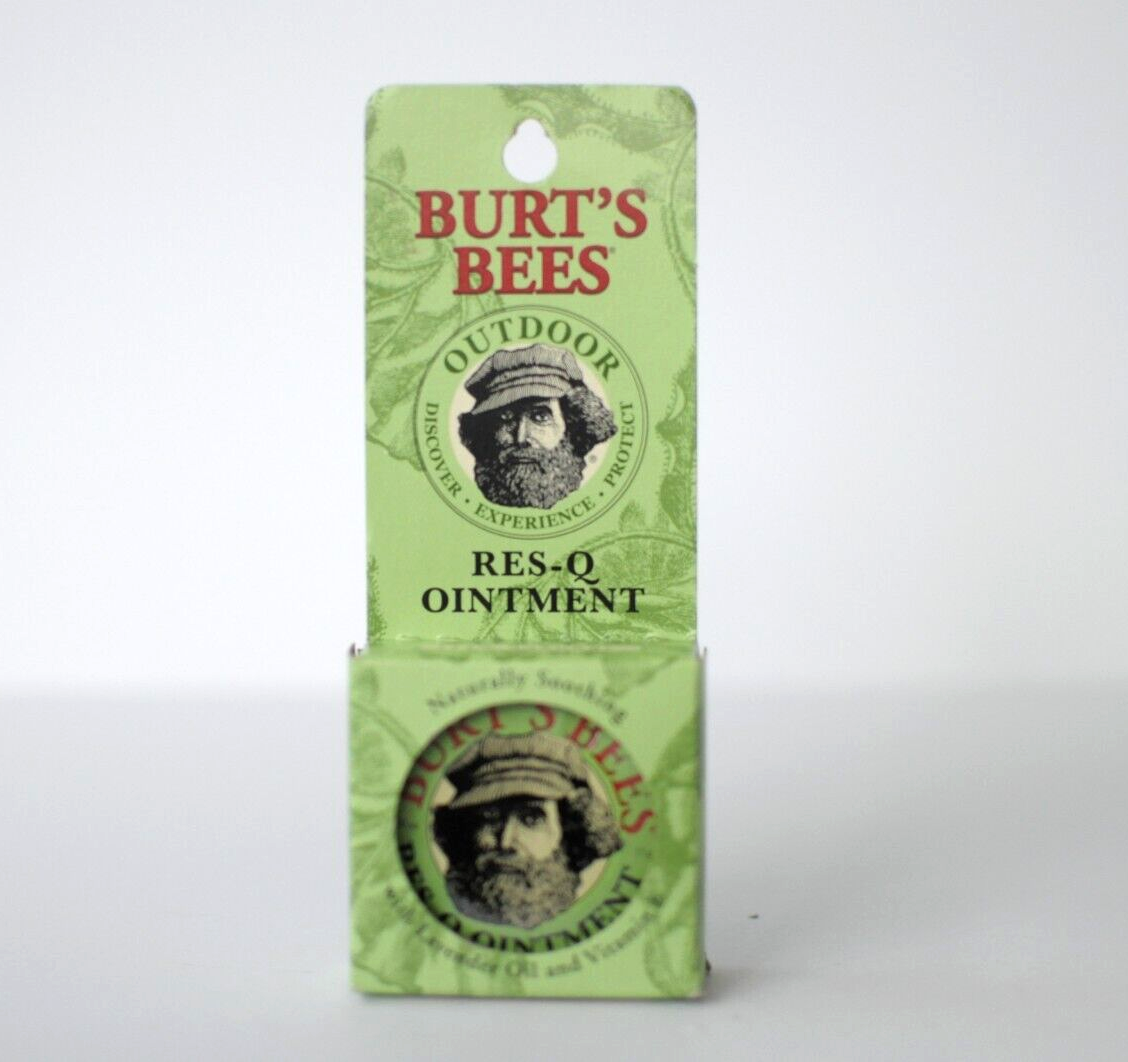 BURT'S
BEES®
OUTDOOR
DISCOVER • EXPERIENCE • PROTECT
RES-Q
OINTMENT
Naturally Soothing
BURT'S BEES
RES-Q OINTMENT
with Lavender Oil and Vitamin E